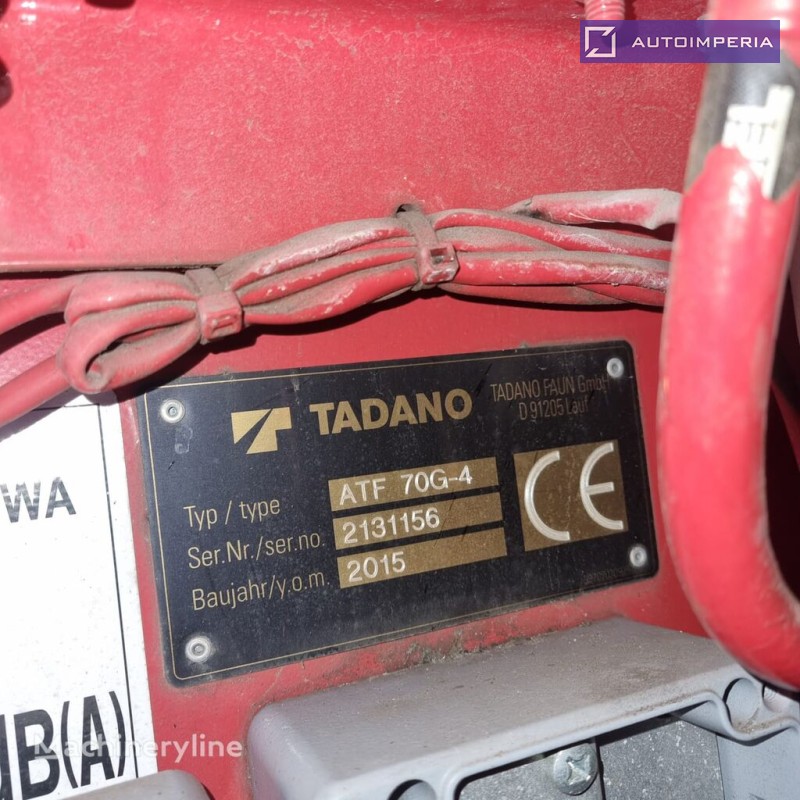 AUTOIMPERIA
TADANO
TADANO FAUN GmbH
D 91205 Lauf
Typ / type ATF 70G-4
Ser.Nr./ser.no. 2131156
Baujahr/y.o.m. 2015
CE
WA
JB(A)
Machineryline